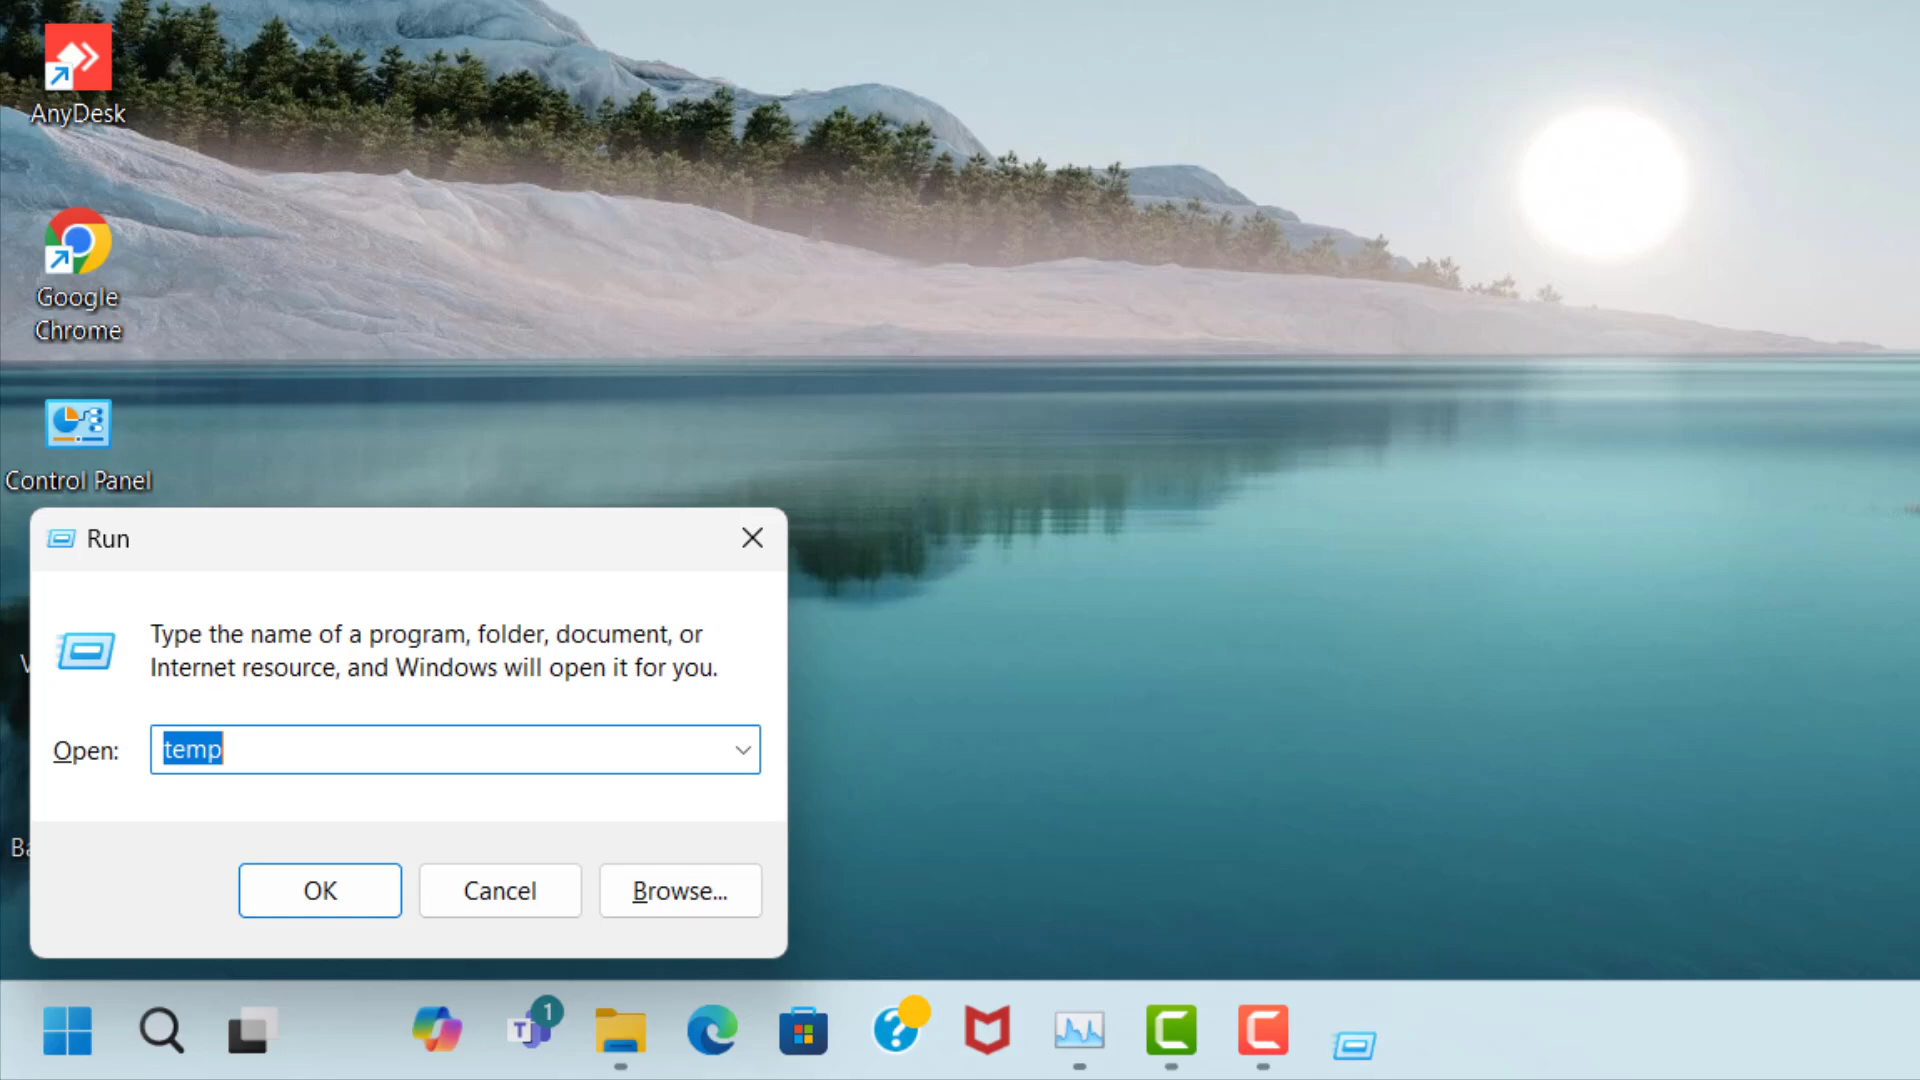 AnyDesk
Google
Chrome
Control Panel
Run
Type the name of a program, folder, document, or
Internet resource, and Windows will open it for you.
Open:
temp
OK
Cancel
Browse...
T
1
?
C
C